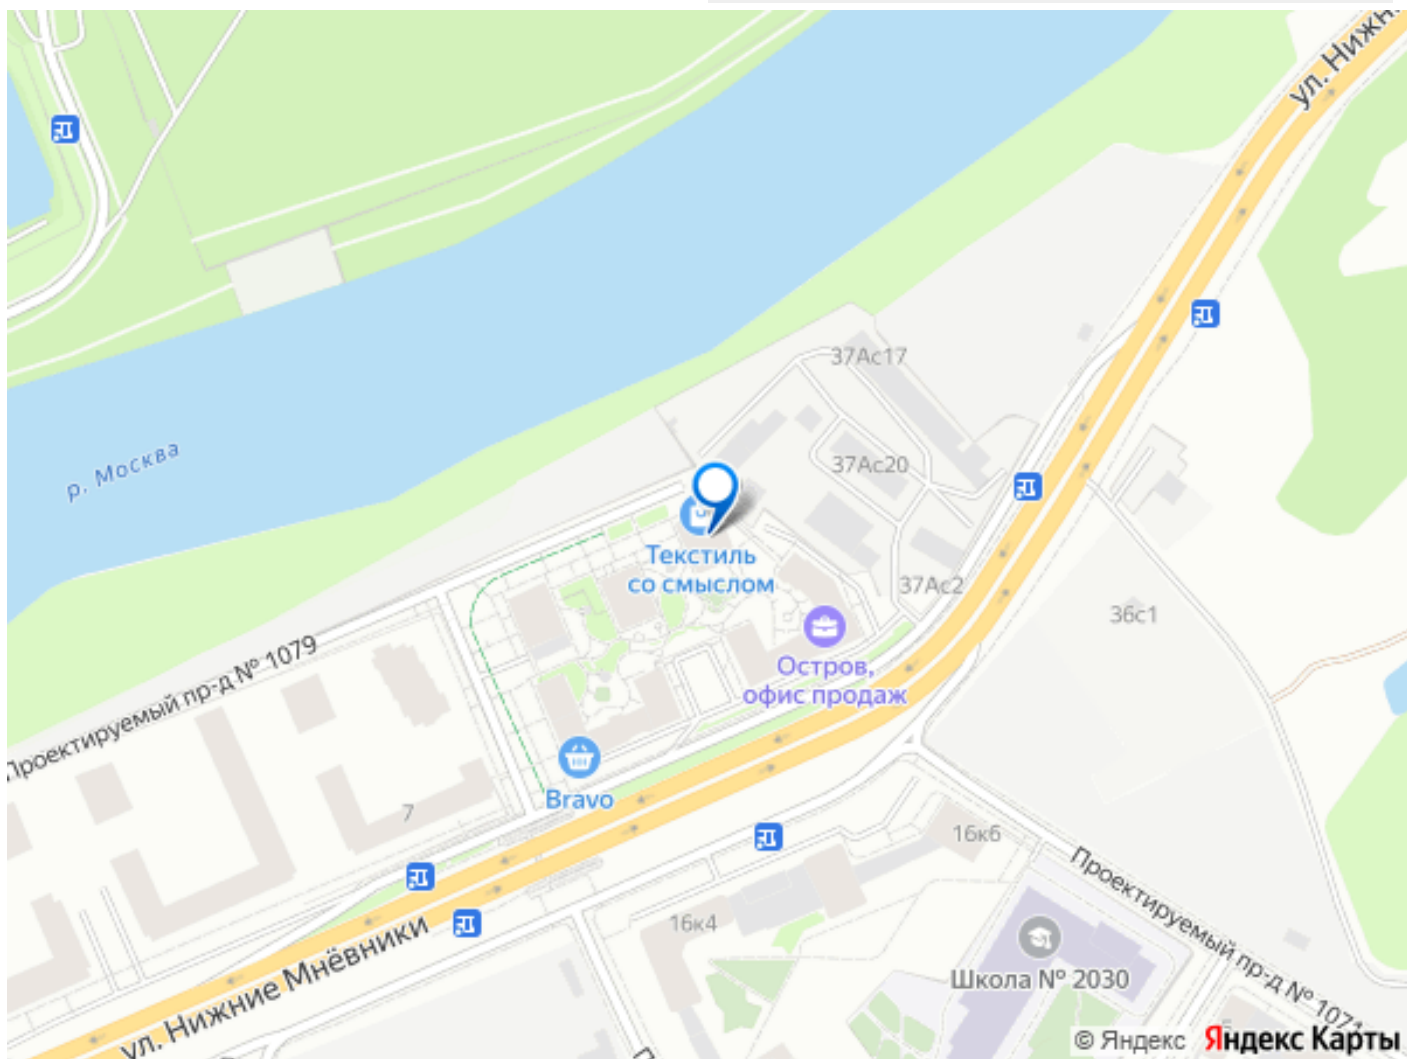 ул. Нижн
37Ас17
р. Москва
37Ас20
Текстиль
со смыслом
37Ас2
36с1
Проектируемый пр-д № 1079
Остров,
офис продаж
Bravo
7
16к6
Проектируемый пр-д № 1071
16к4
ул. Нижние Мнёвники
Школа № 2030
© Яндекс Яндекс Карты